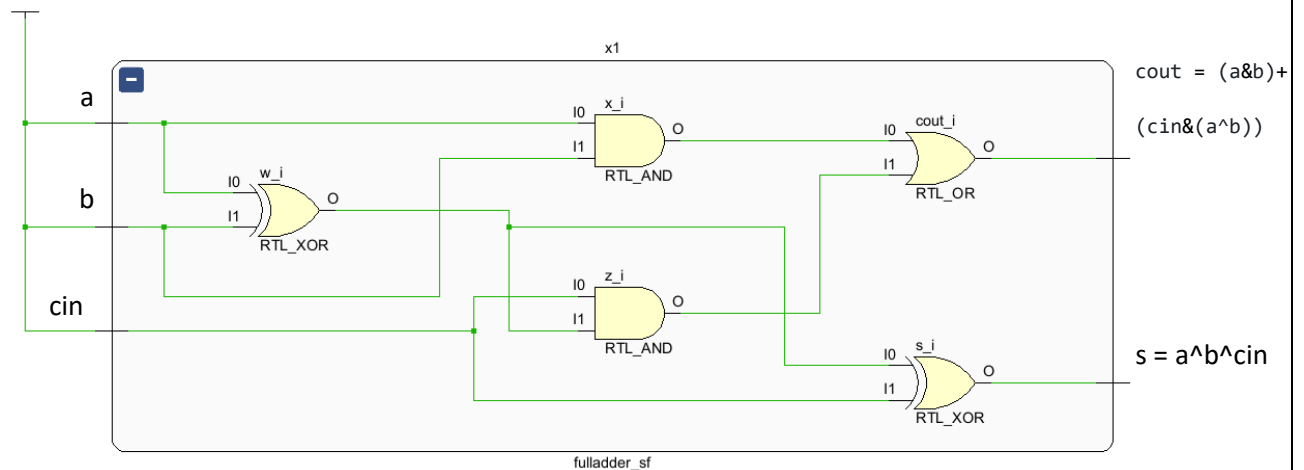 x1
cout = (a&b)+
(cin&(a^b))
a
I0 x_i O
I1
RTL_AND
I0 cout_i O
I1
RTL_OR
b
I0 w_i O
I1
RTL_XOR
cin
I0 z_i O
I1
RTL_AND
I0 s_i O
I1
RTL_XOR
s = a^b^cin
fulladder_sf